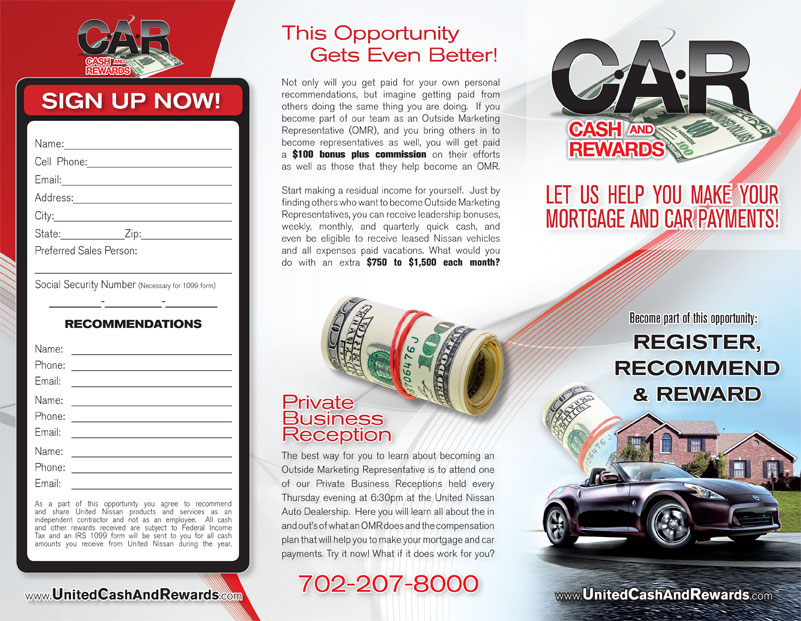 C·A·R
CASH AND
REWARDS
SIGN UP NOW!
Name:
Cell Phone:
Email:
Address:
City:
State: Zip:
Preferred Sales Person:
Social Security Number (Necessary for 1099 form)
- -
RECOMMENDATIONS
Name:
Phone:
Email:
Name:
Phone:
Email:
Name:
Phone:
Email:
As a part of this opportunity you agree to recommend
and share United Nissan products and services as an
independent contractor and not as an employee. All cash
and other rewards received are subject to Federal Income
Tax and an IRS 1099 form will be sent to you for all cash
amounts you receive from United Nissan during the year.
www.UnitedCashAndRewards.com
This Opportunity
Gets Even Better!
Not only will you get paid for your own personal
recommendations, but imagine getting paid from
others doing the same thing you are doing. If you
become part of our team as an Outside Marketing
Representative (OMR), and you bring others in to
become representatives as well, you will get paid
a $100 bonus plus commission on their efforts
as well as those that they help become an OMR.
Start making a residual income for yourself. Just by
finding others who want to become Outside Marketing
Representatives, you can receive leadership bonuses,
weekly, monthly, and quarterly quick cash, and
even be eligible to receive leased Nissan vehicles
and all expenses paid vacations. What would you
do with an extra $750 to $1,500 each month?
100
Private
Business
Reception
The best way for you to learn about becoming an
Outside Marketing Representative is to attend one
of our Private Business Receptions held every
Thursday evening at 6:30pm at the United Nissan
Auto Dealership. Here you will learn all about the in
and out's of what an OMR does and the compensation
plan that will help you to make your mortgage and car
payments. Try it now! What if it does work for you?
702-207-8000
C·A·R
CASH AND
REWARDS
100
LET US HELP YOU MAKE YOUR
MORTGAGE AND CAR PAYMENTS!
Become part of this opportunity:
REGISTER,
RECOMMEND
& REWARD
www.UnitedCashAndRewards.com